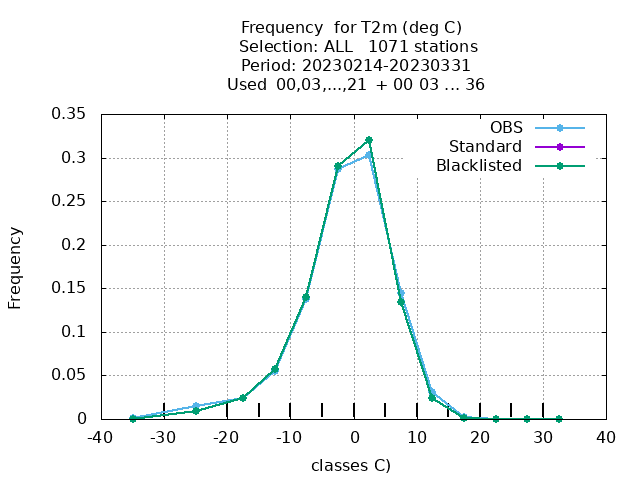 Frequency  for T2m (deg C)
Selection: ALL   1071 stations
Period: 20230214-20230331
Used  00,03,...,21  + 00 03 ... 36
0.35
0.3
0.25
0.2
0.15
0.1
0.05
0
Frequency
OBS
Standard
Blacklisted
-40 -30 -20 -10 0 10 20 30 40
classes C)